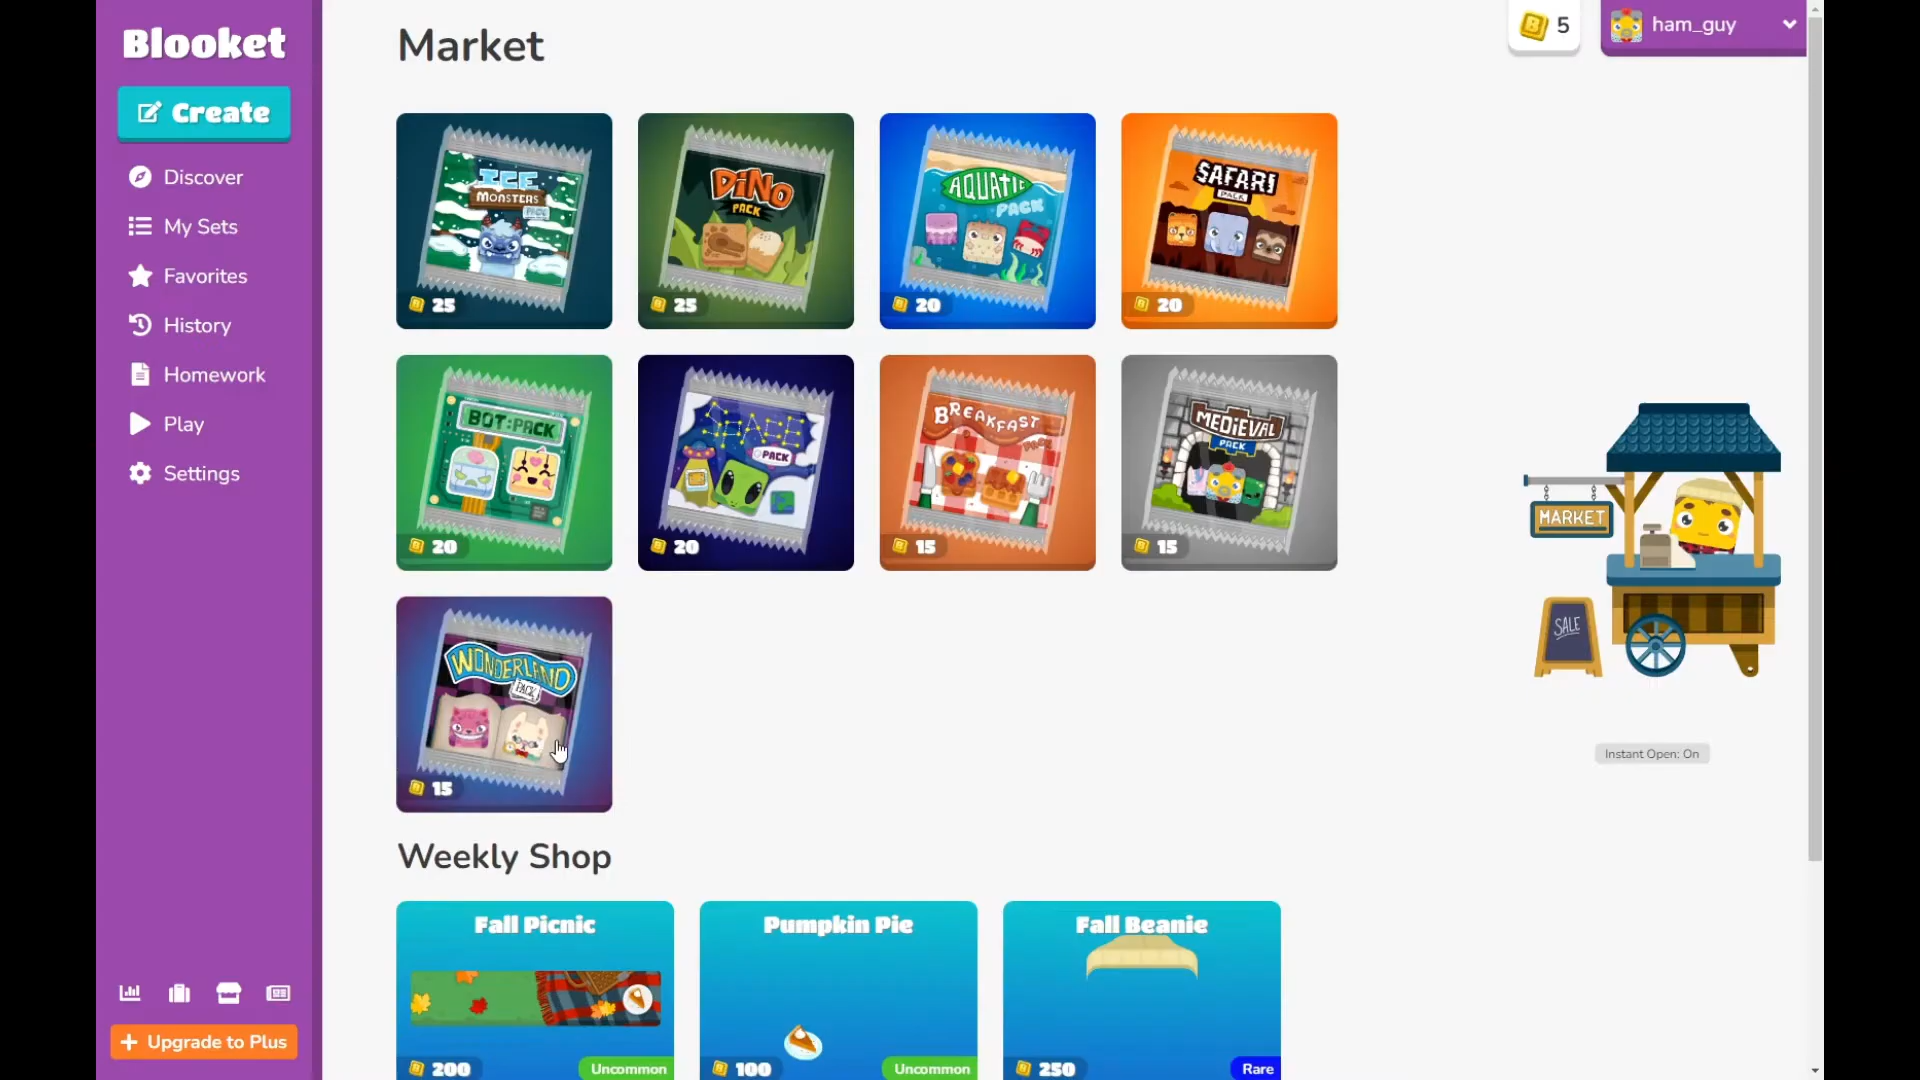 Blooket
Create
Discover
My Sets
Favorites
History
Homework
Play
Settings
Upgrade to Plus
Market
5
ham_guy
ICE
MONSTERS
PACK
25
DINO
PACK
25
AQUATIC
PACK
20
SAFARI
PACK
20
BOT:PACK
20
SPACE
PACK
20
BREAKFAST
PACK
15
MEDIEVAL
PACK
15
WONDERLAND
PACK
15
MARKET
SALE
Instant Open: On
Weekly Shop
Fall Picnic
200
Uncommon
Pumpkin Pie
100
Uncommon
Fall Beanie
250
Rare